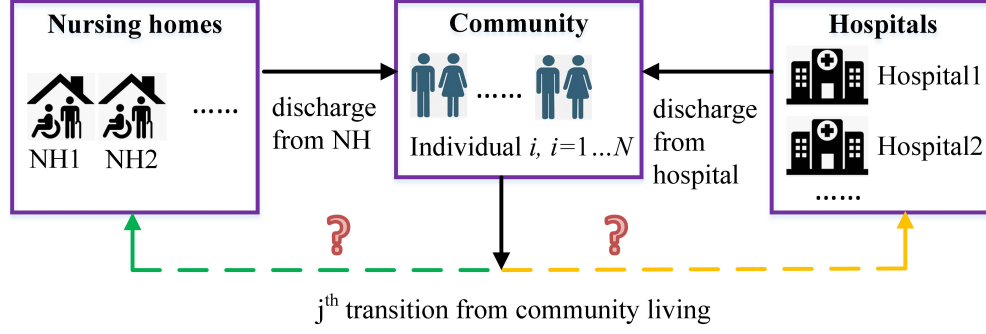 Nursing homes
NH1 NH2 ......
discharge
from NH
Community
......
Individual i, i=1...N
discharge
from
hospital
Hospitals
Hospital1
Hospital2
......
? ?
jth transition from community living